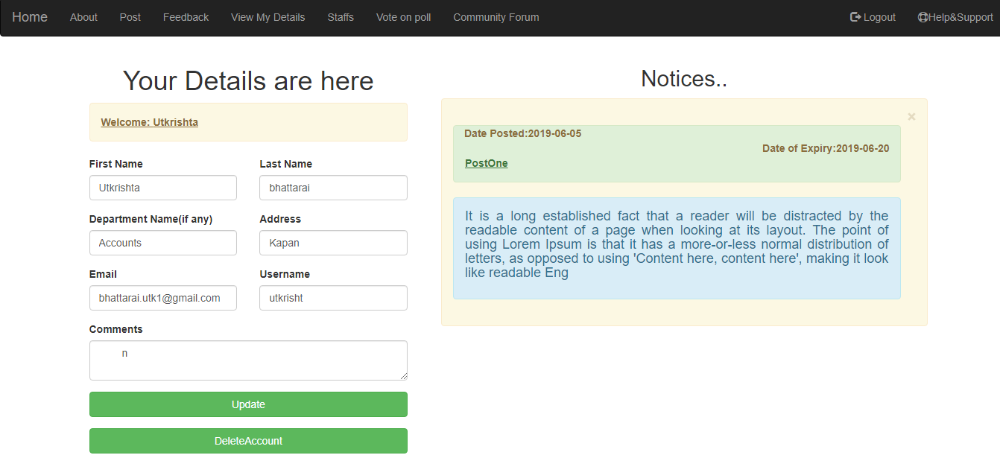 Home About Post Feedback View My Details Staffs Vote on poll Community Forum Logout Help&Support
Your Details are here
Welcome: Utkrishta
First Name Last Name
Utkrishta bhattarai
Department Name(if any) Address
Accounts Kapan
Email Username
bhattarai.utk1@gmail.com utkrisht
Comments
n
Update
DeleteAccount
Notices..
×
Date Posted:2019-06-05
Date of Expiry:2019-06-20
PostOne
It is a long established fact that a reader will be distracted by the
readable content of a page when looking at its layout. The point of
using Lorem Ipsum is that it has a more-or-less normal distribution of
letters, as opposed to using 'Content here, content here', making it look
like readable Eng